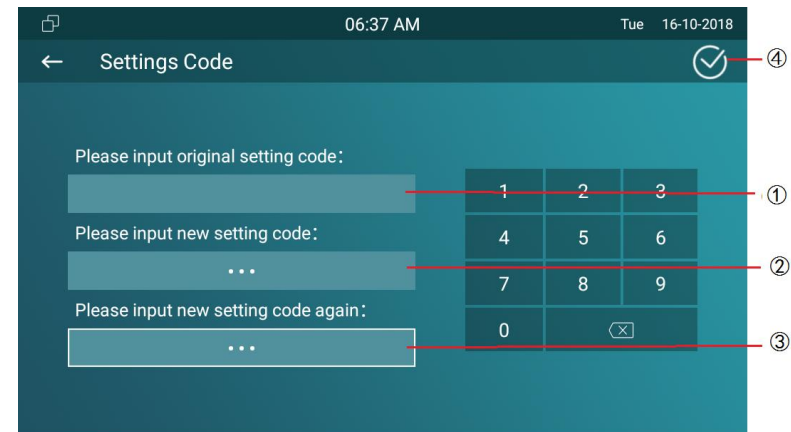 06:37 AM Tue 16-10-2018
← Settings Code ④
Please input original setting code:
1 2 3 ①
Please input new setting code:
4 5 6
••• ②
7 8 9
Please input new setting code again:
0
••• ③